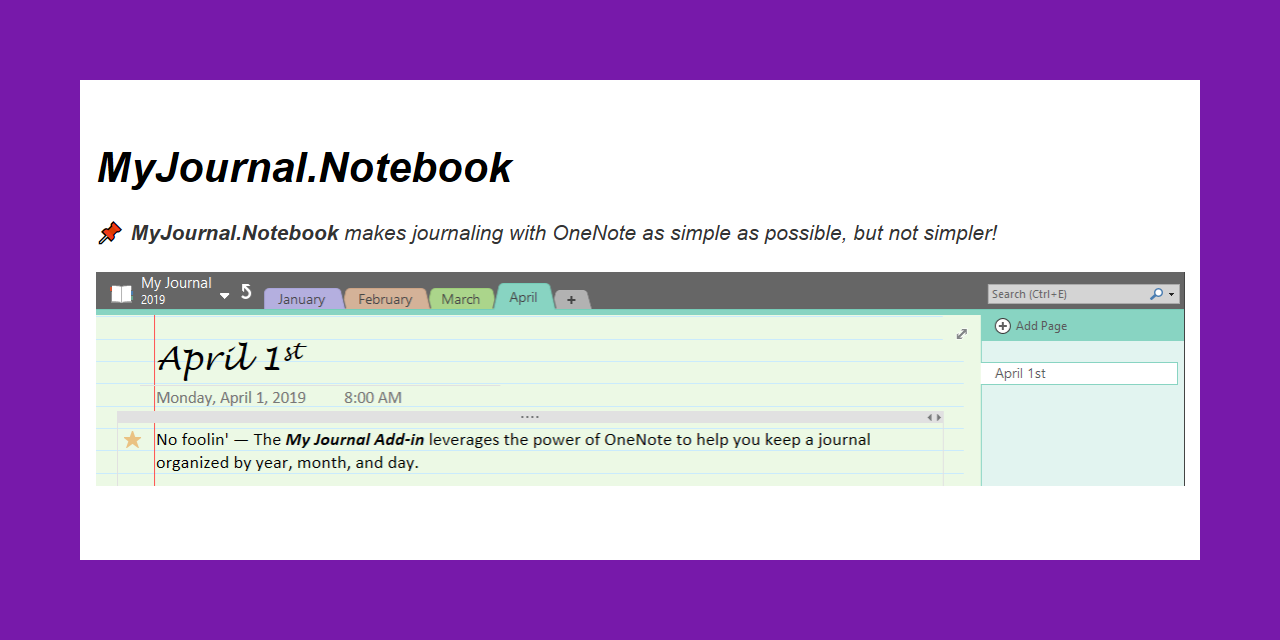 MyJournal.Notebook
📌 MyJournal.Notebook makes journaling with OneNote as simple as possible, but not simpler!
My Journal
2019
January February March April +
Search (Ctrl+E)
Add Page
April 1st
April 1st
Monday, April 1, 2019 8:00 AM
No foolin' — The My Journal Add-in leverages the power of OneNote to help you keep a journal
organized by year, month, and day.